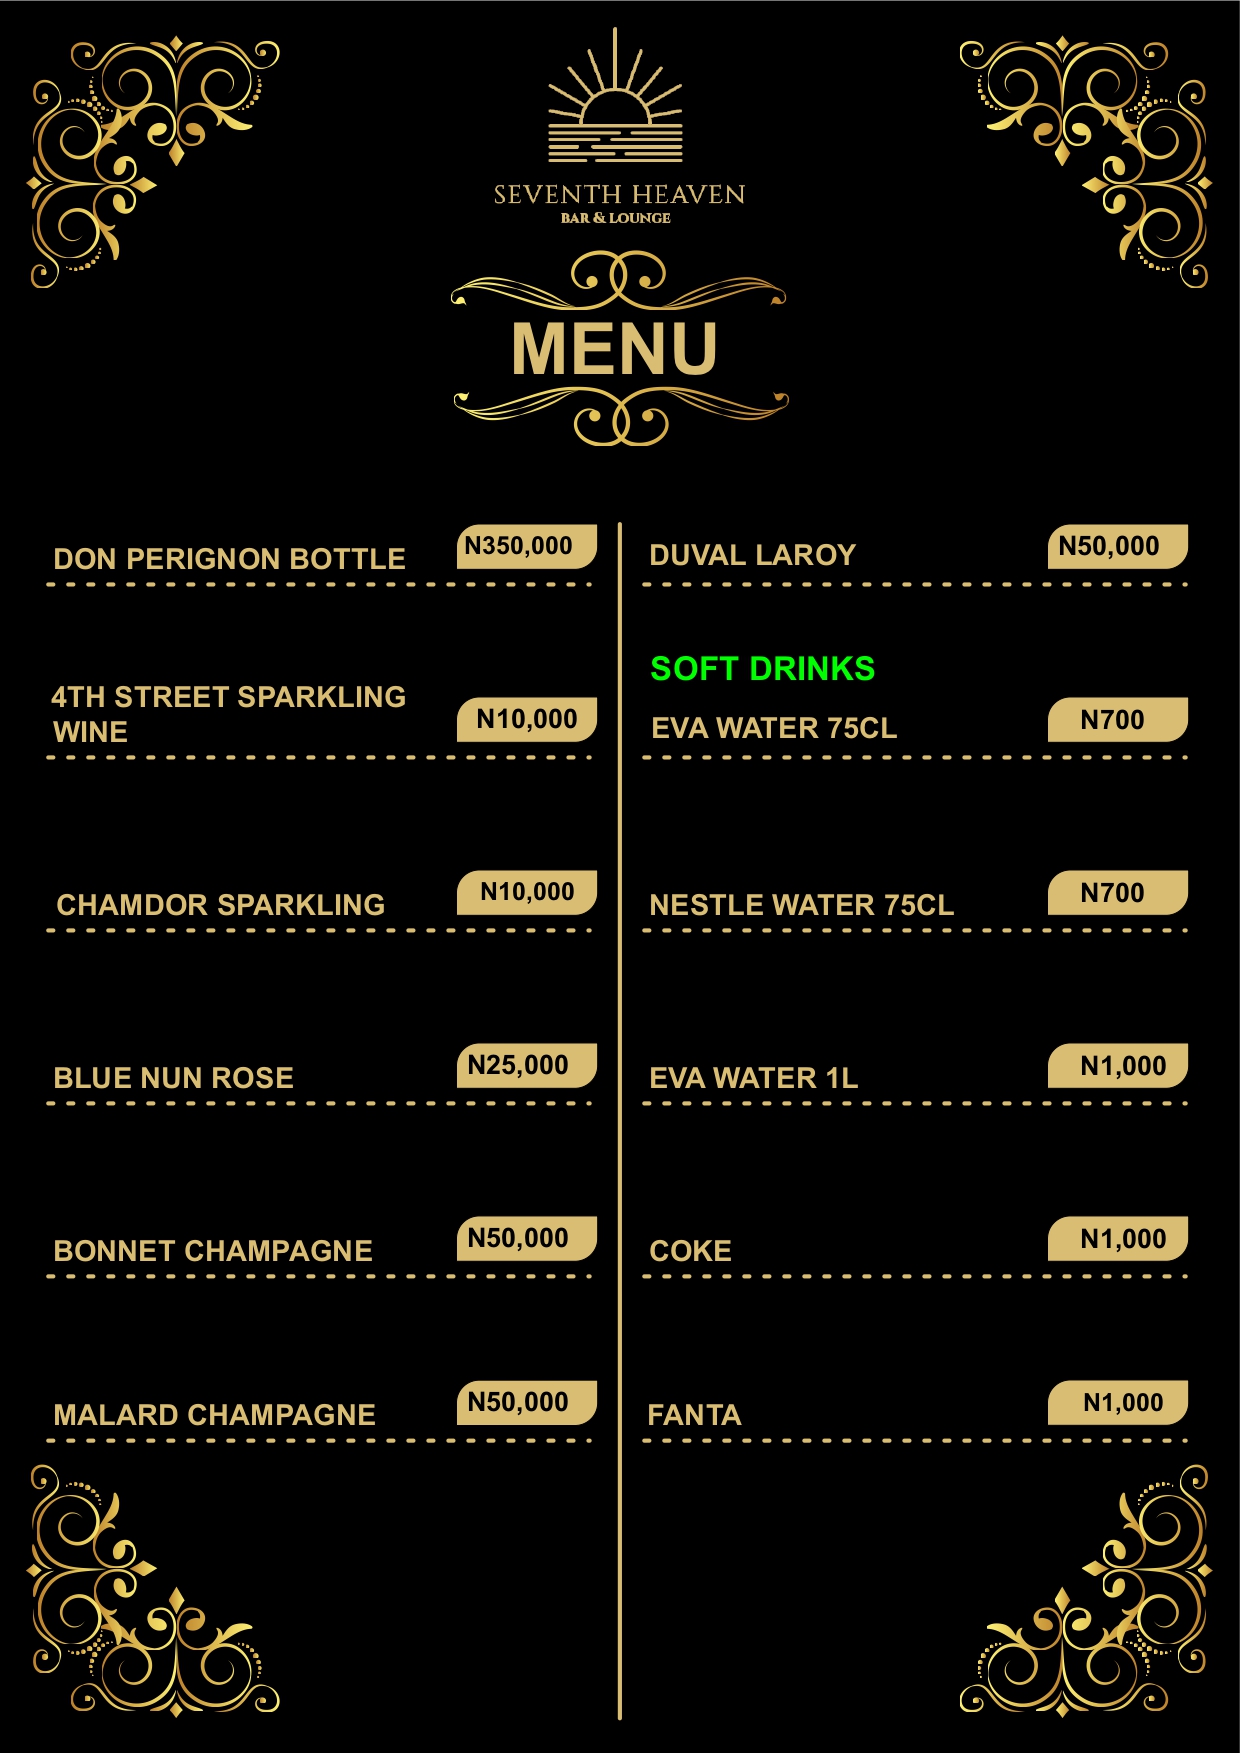 SEVENTH HEAVEN
BAR & LOUNGE
MENU
DON PERIGNON BOTTLE N350,000
4TH STREET SPARKLING
WINE N10,000
CHAMDOR SPARKLING N10,000
BLUE NUN ROSE N25,000
BONNET CHAMPAGNE N50,000
MALARD CHAMPAGNE N50,000
DUVAL LAROY N50,000
SOFT DRINKS
EVA WATER 75CL N700
NESTLE WATER 75CL N700
EVA WATER 1L N1,000
COKE N1,000
FANTA N1,000